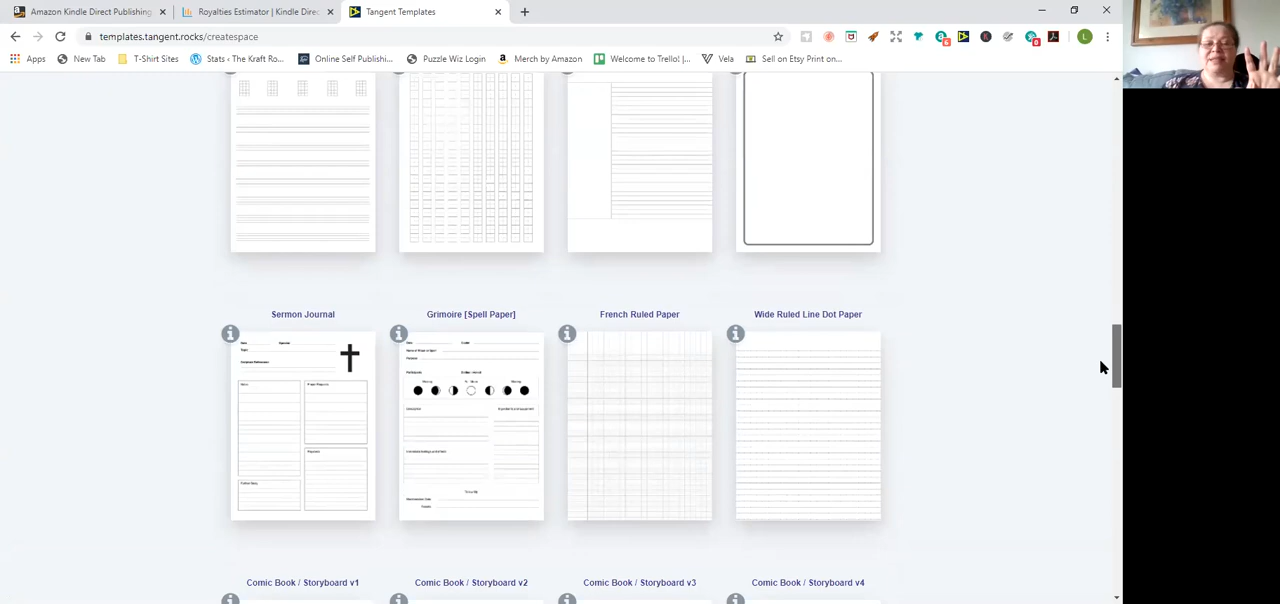 Amazon Kindle Direct Publishing
Royalties Estimator | Kindle Direc
Tangent Templates
templates.tangent.rocks/createspace
Apps
New Tab
T-Shirt Sites
Stats ‹ The Kraft Ro...
Online Self Publishi...
Puzzle Wiz Login
Merch by Amazon
Welcome to Trello! |...
Vela
Sell on Etsy Print on...
Sermon Journal
Grimoire [Spell Paper]
French Ruled Paper
Wide Ruled Line Dot Paper
Comic Book / Storyboard v1
Comic Book / Storyboard v2
Comic Book / Storyboard v3
Comic Book / Storyboard v4